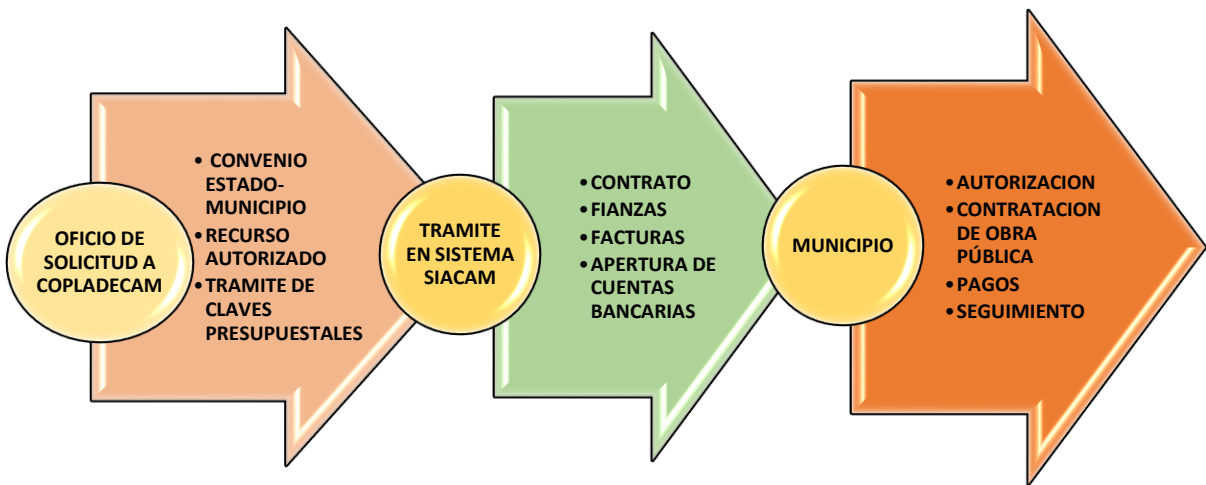 OFICIO DE
SOLICITUD A
COPLADECAM
• CONVENIO
ESTADO-
MUNICIPIO
• RECURSO
AUTORIZADO
• TRAMITE DE
CLAVES
PRESUPUESTALES
TRAMITE
EN SISTEMA
SIACAM
• CONTRATO
• FIANZAS
• FACTURAS
• APERTURA DE
CUENTAS
BANCARIAS
MUNICIPIO
• AUTORIZACION
• CONTRATACION
DE OBRA
PÚBLICA
• PAGOS
• SEGUIMIENTO